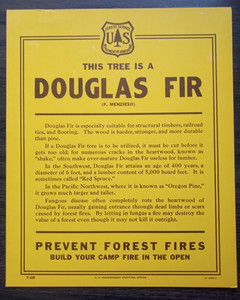 FOREST SERVICE
U S
DEPARTMENT OF AGRICULTURE
THIS TREE IS A
DOUGLAS FIR
(P. MENZIESII)
Douglas Fir is especially suitable for structural timbers, railroad
ties, and flooring. The wood is harder, stronger, and more durable
than pine.
If a Douglas Fir tree is to be utilized, it must be cut before it
gets too old; for numerous cracks in the heartwood, known as
"shake," often make over-mature Douglas Fir useless for lumber.
In the Southwest, Douglas Fir attains an age of 400 years, a
diameter of 6 feet, and a lumber content of 3,000 board feet. It is
sometimes called "Red Spruce."
In the Pacific Northwest, where it is known as "Oregon Pine,"
it grows much larger and taller.
Fungous disease often completely rots the heartwood of
Douglas Fir, usually gaining entrance through dead limbs or scars
caused by forest fires. By letting in fungus a fire may destroy the
value of a forest even though it may not kill it outright.
PREVENT FOREST FIRES
BUILD YOUR CAMP FIRE IN THE OPEN
U. S. GOVERNMENT PRINTING OFFICE